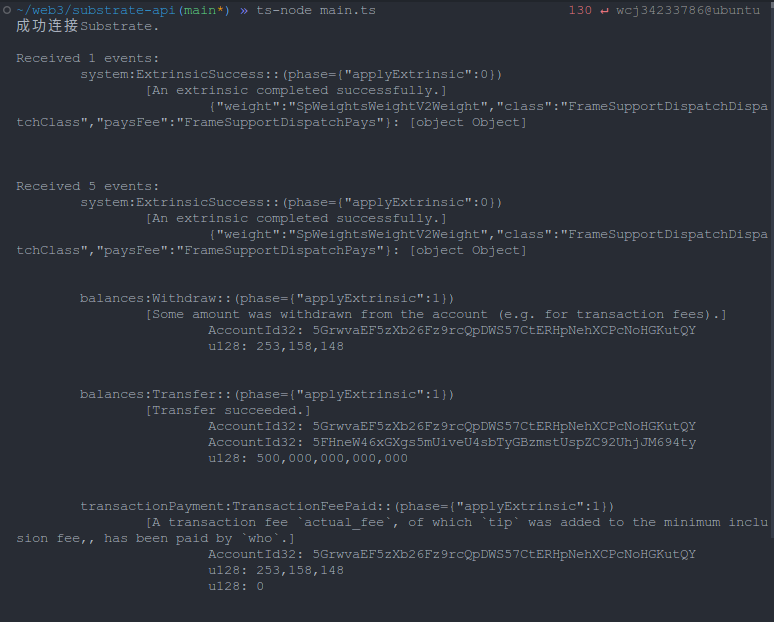 ~/web3/substrate-api(main*) » ts-node main.ts 130 ↵ wcj34233786@ubuntu
成功连接Substrate.
Received 1 events:
system:ExtrinsicSuccess::(phase={"applyExtrinsic":0})
[An extrinsic completed successfully.]
{"weight":"SpWeightsWeightV2Weight","class":"FrameSupportDispatchDispa
tchClass","paysFee":"FrameSupportDispatchPays"}: [object Object]
Received 5 events:
system:ExtrinsicSuccess::(phase={"applyExtrinsic":0})
[An extrinsic completed successfully.]
{"weight":"SpWeightsWeightV2Weight","class":"FrameSupportDispatchDispa
tchClass","paysFee":"FrameSupportDispatchPays"}: [object Object]
balances:Withdraw::(phase={"applyExtrinsic":1})
[Some amount was withdrawn from the account (e.g. for transaction fees).]
AccountId32: 5GrwvaEF5zXb26Fz9rcQpDWS57CtERHpNehXCPcNoHGKutQY
u128: 253,158,148
balances:Transfer::(phase={"applyExtrinsic":1})
[Transfer succeeded.]
AccountId32: 5GrwvaEF5zXb26Fz9rcQpDWS57CtERHpNehXCPcNoHGKutQY
AccountId32: 5FHneW46xGXgs5mUiveU4sbTyGBzmstUspZC92UhjJM694ty
u128: 500,000,000,000,000
transactionPayment:TransactionFeePaid::(phase={"applyExtrinsic":1})
[A transaction fee `actual_fee`, of which `tip` was added to the minimum inclu
sion fee,, has been paid by `who`.]
AccountId32: 5GrwvaEF5zXb26Fz9rcQpDWS57CtERHpNehXCPcNoHGKutQY
u128: 253,158,148
u128: 0